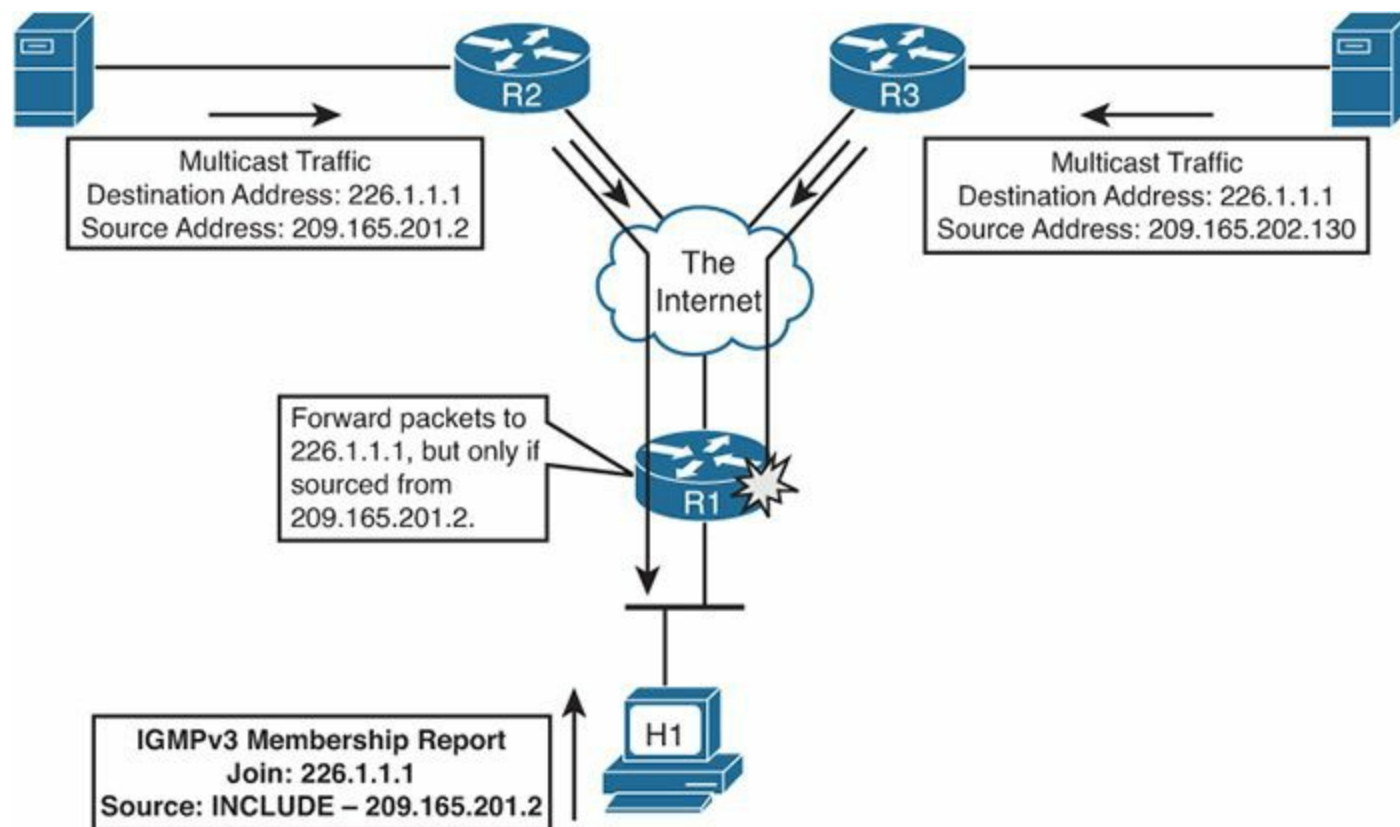 R2
R3
Multicast Traffic
Destination Address: 226.1.1.1
Source Address: 209.165.201.2
Multicast Traffic
Destination Address: 226.1.1.1
Source Address: 209.165.202.130
The
Internet
Forward packets to
226.1.1.1, but only if
sourced from
209.165.201.2.
R1
H1
IGMPv3 Membership Report
Join: 226.1.1.1
Source: INCLUDE – 209.165.201.2